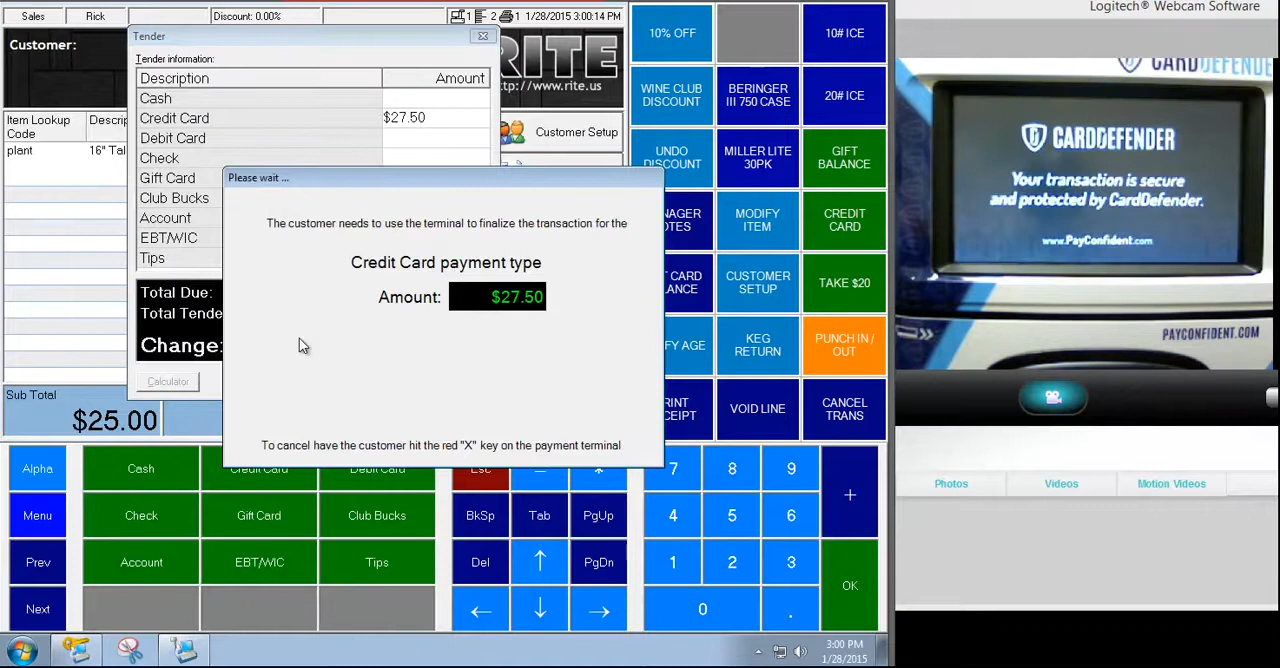 Sales
Rick
Discount: 0.00%
1
2
1
1/28/2015 3:00:14 PM
Customer:
RITE
ttp://www.rite.us
Item Lookup
Code
plant
16" Tal
Customer Setup
Sub Total
$25.00
Tender
Tender information:
Description Amount
Cash
Credit Card $27.50
Debit Card
Check
Gift Card
Club Bucks
Account
EBT/WIC
Tips
Total Due:
Total Tende
Change:
Calculator
Please wait ...
The customer needs to use the terminal to finalize the transaction for the
Credit Card payment type
Amount: $27.50
To cancel have the customer hit the red "X" key on the payment terminal
10% OFF
10# ICE
WINE CLUB
DISCOUNT
BERINGER
III 750 CASE
20# ICE
UNDO
DISCOUNT
MILLER LITE
30PK
GIFT
BALANCE
NAGER
OTES
MODIFY
ITEM
CREDIT
CARD
T CARD
LANCE
CUSTOMER
SETUP
TAKE $20
FY AGE
KEG
RETURN
PUNCH IN /
OUT
RINT
CEIPT
VOID LINE
CANCEL
TRANS
Alpha
Cash
Credit Card
Debit Card
Esc
–
*
7
8
9
+
Menu
Check
Gift Card
Club Bucks
BkSp
Tab
PgUp
4
5
6
Prev
Account
EBT/WIC
Tips
Del
↑
PgDn
1
2
3
OK
Next
←
↓
→
0
.
3:00 PM
1/28/2015
Logitech® Webcam Software
CARDDEFENDE
CARDDEFENDER
Your transaction is secure
and protected by CardDefender.
www.PayConfident.com
PAYCONFIDENT.COM
Photos
Videos
Motion Videos